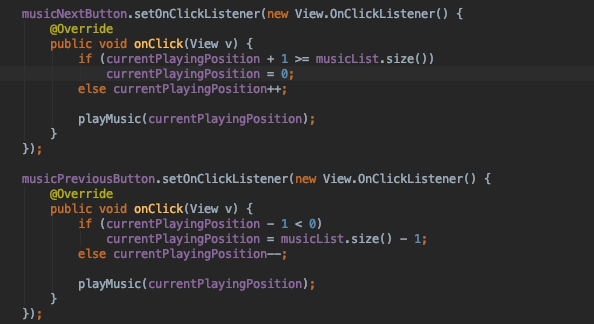 musicNextButton.setOnClickListener(new View.OnClickListener() {
    @Override
    public void onClick(View v) {
        if (currentPlayingPosition + 1 >= musicList.size())
            currentPlayingPosition = 0;
        else currentPlayingPosition++;

        playMusic(currentPlayingPosition);
    }
});

musicPreviousButton.setOnClickListener(new View.OnClickListener() {
    @Override
    public void onClick(View v) {
        if (currentPlayingPosition - 1 < 0)
            currentPlayingPosition = musicList.size() - 1;
        else currentPlayingPosition--;

        playMusic(currentPlayingPosition);
    }
});